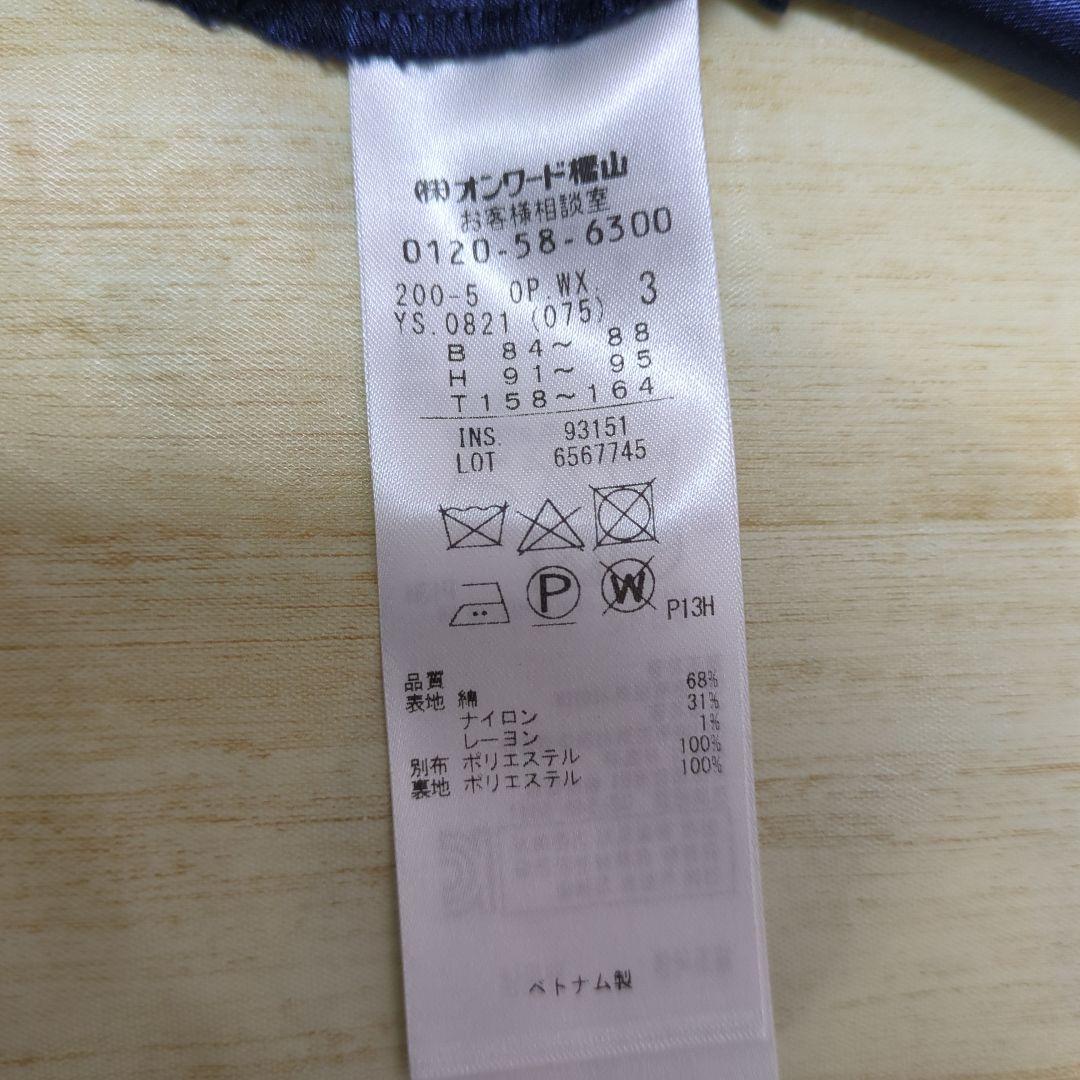 (株)オンワード樫山
お客様相談室
0120-58-6300
200-5 OP.WX. 3
YS.0821 (075)
B 84~ 88
H 91~ 95
T158~164
INS. 93151
LOT 6567745
P W P13H
品質
表地 綿 68%
ナイロン 31%
レーヨン 1%
別布 ポリエステル 100%
裏地 ポリエステル 100%
ベトナム製